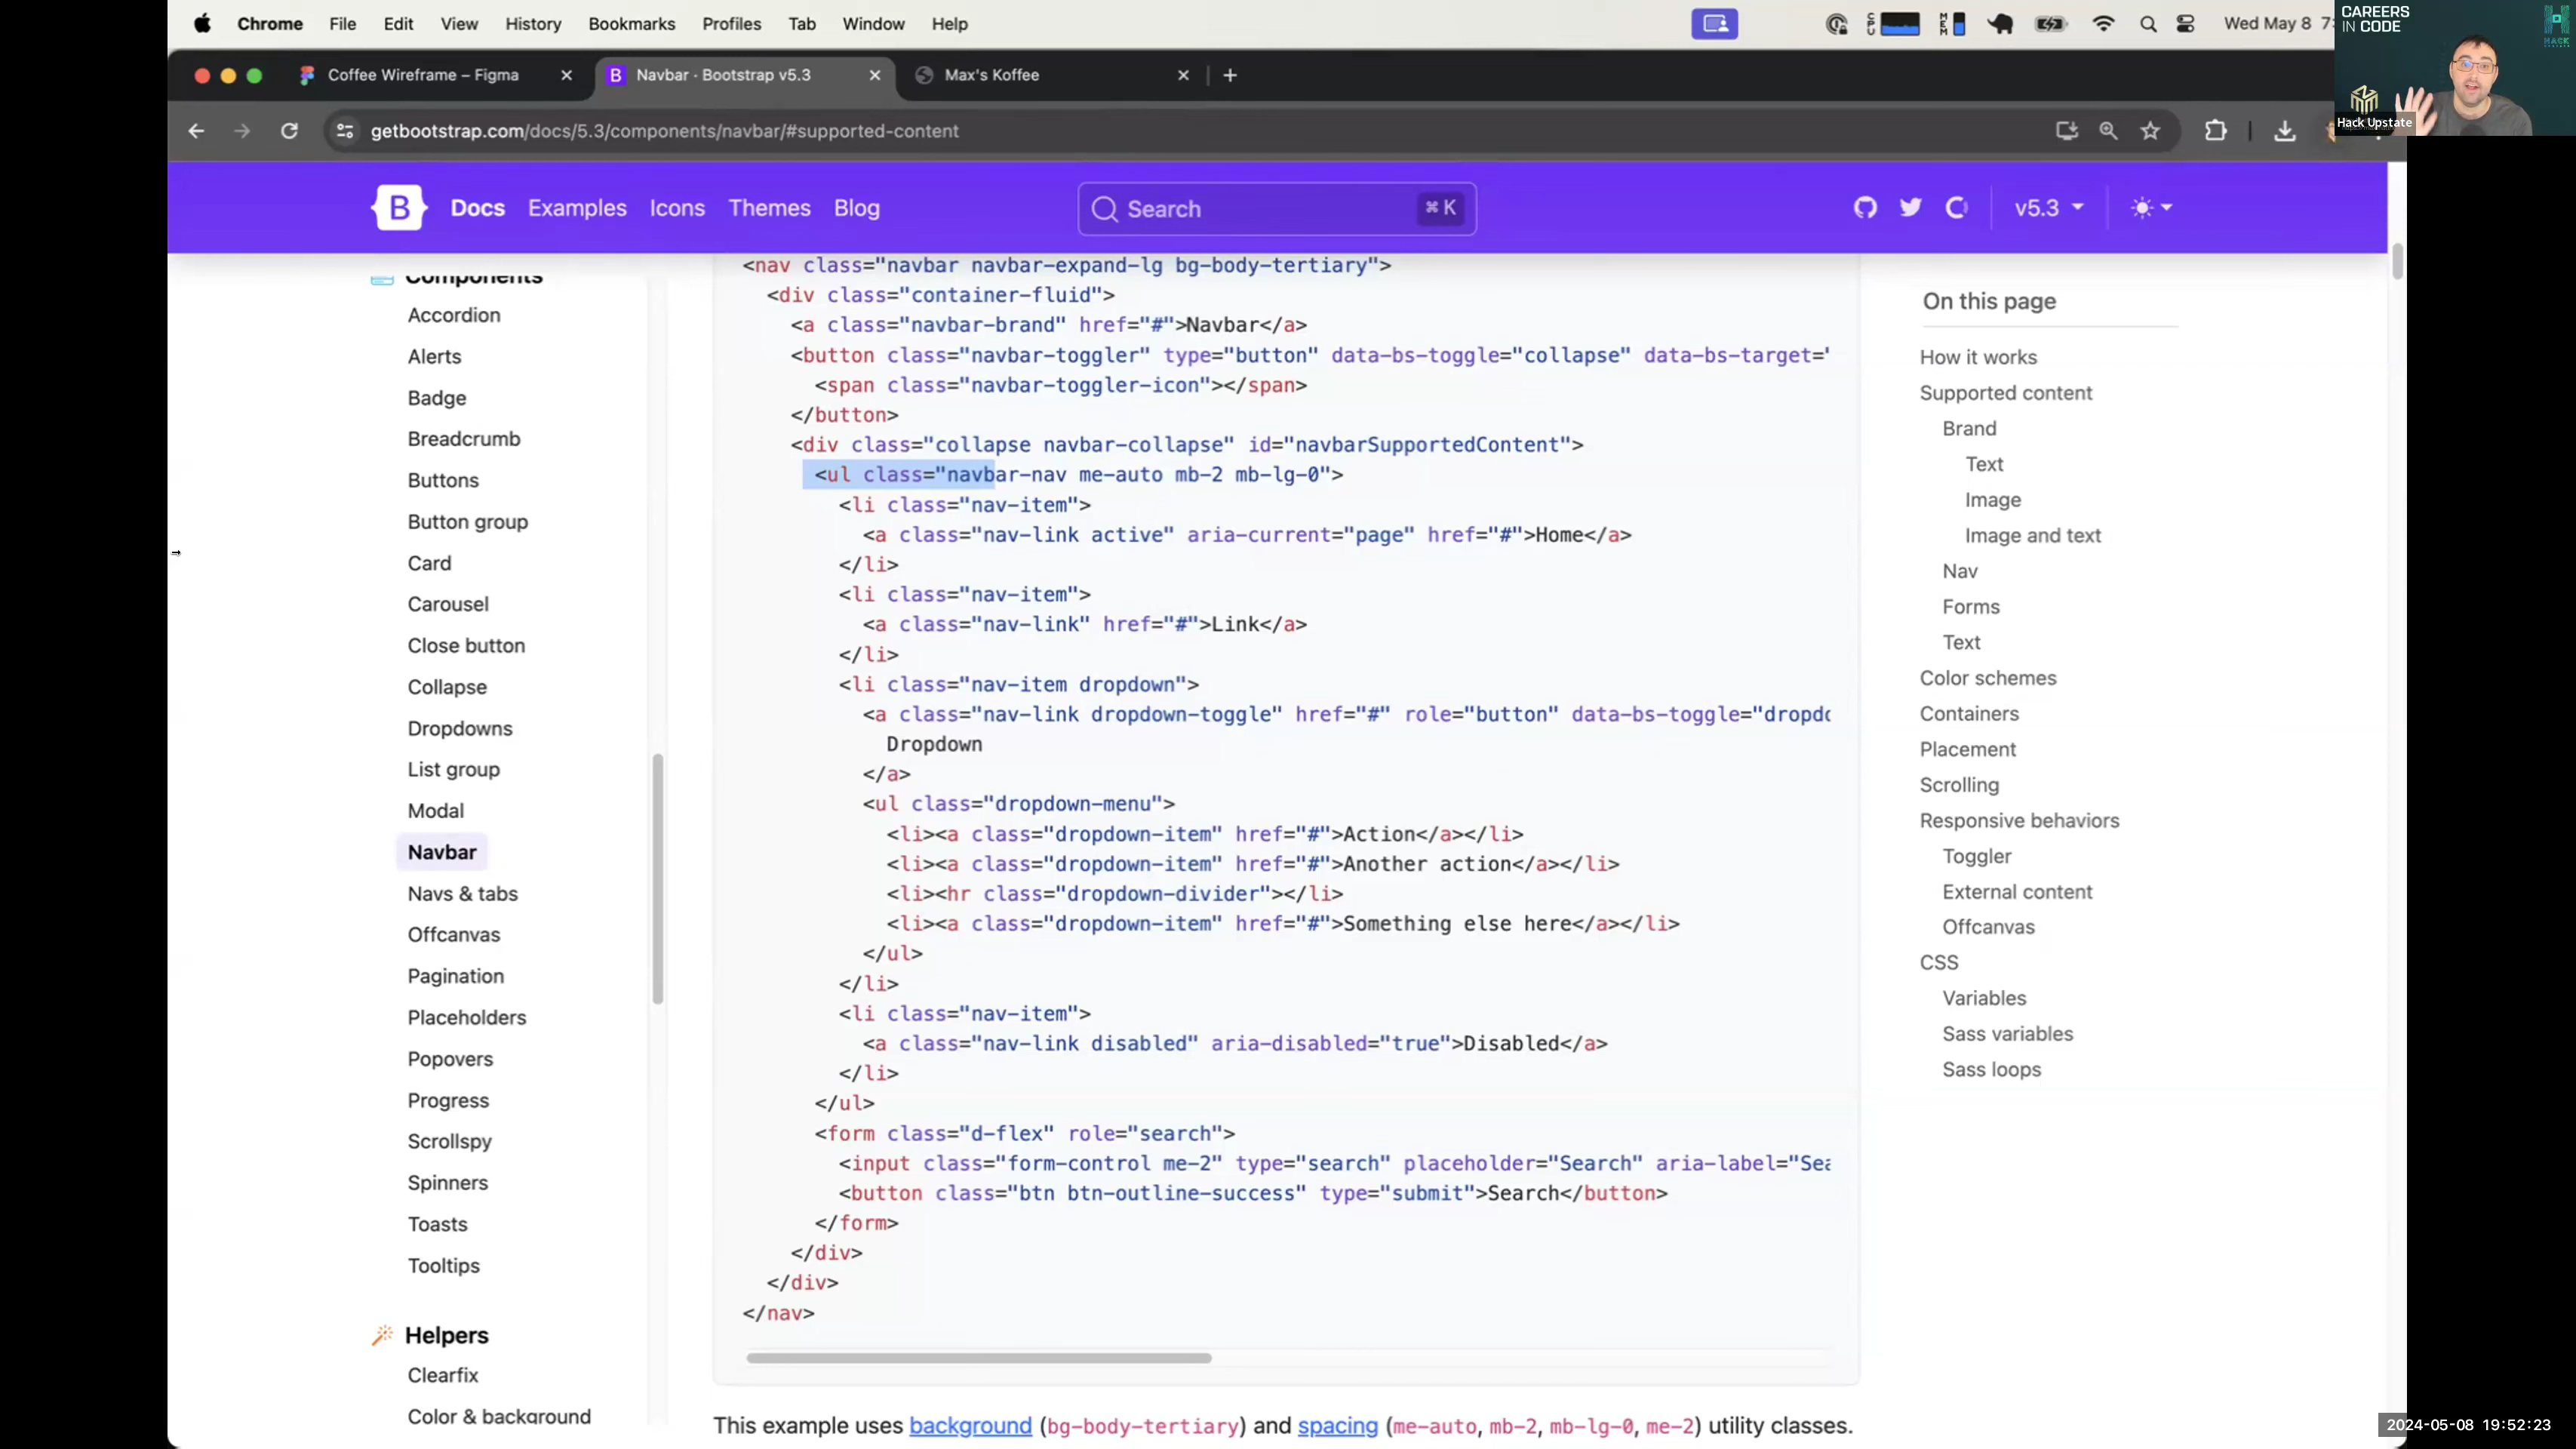 Chrome File Edit View History Bookmarks Profiles Tab Window Help
CPU MEM Wed May 8 7:
CAREERS
IN CODE
HACK
Hack Upstate
Coffee Wireframe – Figma
Navbar · Bootstrap v5.3
Max's Koffee
getbootstrap.com/docs/5.3/components/navbar/#supported-content
B Docs Examples Icons Themes Blog
Search ⌘ K
v5.3
Components
Accordion
Alerts
Badge
Breadcrumb
Buttons
Button group
Card
Carousel
Close button
Collapse
Dropdowns
List group
Modal
Navbar
Navs & tabs
Offcanvas
Pagination
Placeholders
Popovers
Progress
Scrollspy
Spinners
Toasts
Tooltips
Helpers
Clearfix
Color & background
<nav class="navbar navbar-expand-lg bg-body-tertiary">
<div class="container-fluid">
<a class="navbar-brand" href="#">Navbar</a>
<button class="navbar-toggler" type="button" data-bs-toggle="collapse" data-bs-target="
<span class="navbar-toggler-icon"></span>
</button>
<div class="collapse navbar-collapse" id="navbarSupportedContent">
<ul class="navbar-nav me-auto mb-2 mb-lg-0">
<li class="nav-item">
<a class="nav-link active" aria-current="page" href="#">Home</a>
</li>
<li class="nav-item">
<a class="nav-link" href="#">Link</a>
</li>
<li class="nav-item dropdown">
<a class="nav-link dropdown-toggle" href="#" role="button" data-bs-toggle="dropd
Dropdown
</a>
<ul class="dropdown-menu">
<li><a class="dropdown-item" href="#">Action</a></li>
<li><a class="dropdown-item" href="#">Another action</a></li>
<li><hr class="dropdown-divider"></li>
<li><a class="dropdown-item" href="#">Something else here</a></li>
</ul>
</li>
<li class="nav-item">
<a class="nav-link disabled" aria-disabled="true">Disabled</a>
</li>
</ul>
<form class="d-flex" role="search">
<input class="form-control me-2" type="search" placeholder="Search" aria-label="Sea
<button class="btn btn-outline-success" type="submit">Search</button>
</form>
</div>
</div>
</nav>
This example uses background (bg-body-tertiary) and spacing (me-auto, mb-2, mb-lg-0, me-2) utility classes.
On this page
How it works
Supported content
Brand
Text
Image
Image and text
Nav
Forms
Text
Color schemes
Containers
Placement
Scrolling
Responsive behaviors
Toggler
External content
Offcanvas
CSS
Variables
Sass variables
Sass loops
2024-05-08 19:52:23